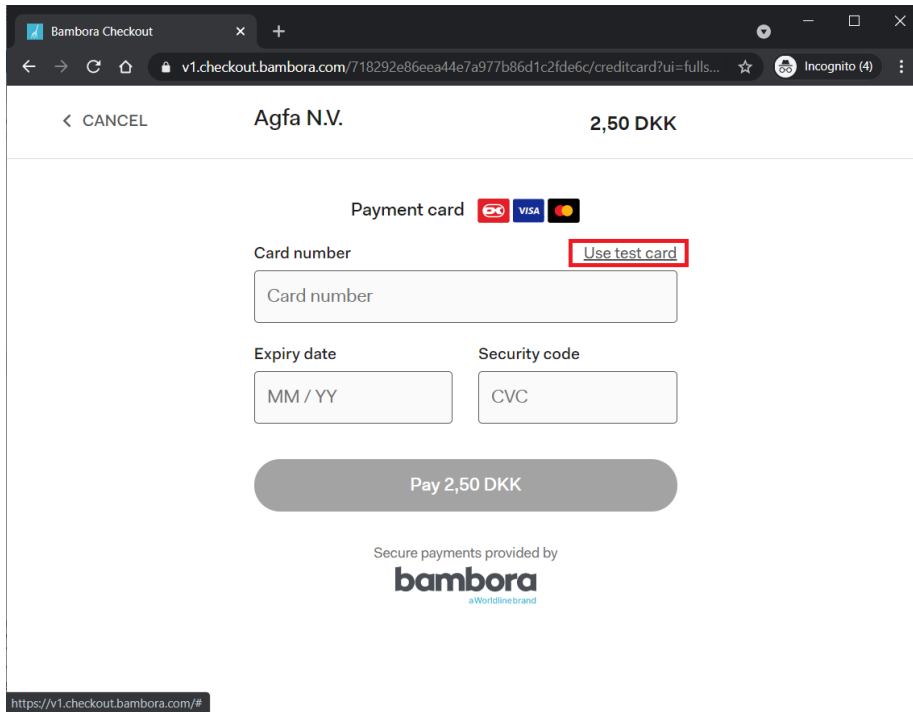 Bambora Checkout
v1.checkout.bambora.com/718292e86eea44e7a977b86d1c2fde6c/creditcard?ui=fulls...
Incognito (4)
CANCEL
Agfa N.V.
2,50 DKK
Payment card
VISA
Card number
Use test card
Card number
Expiry date
Security code
MM / YY
CVC
Pay 2,50 DKK
Secure payments provided by
bambora
a Worldline brand
https://v1.checkout.bambora.com/#